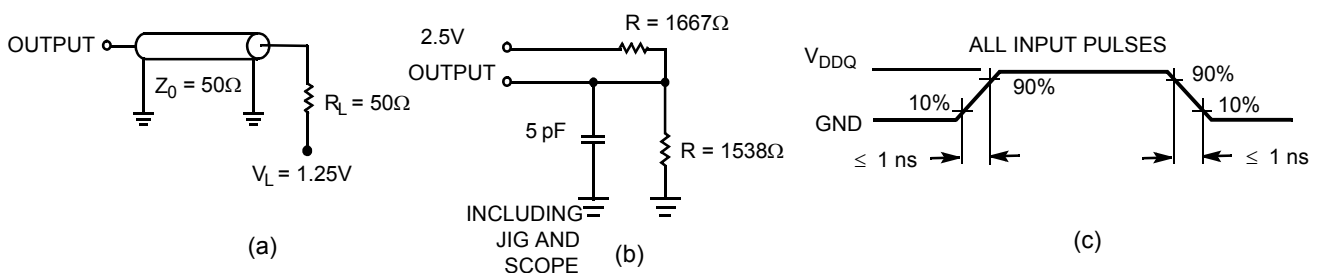 OUTPUT
Z0 = 50Ω
RL = 50Ω
VL = 1.25V
(a)
R = 1667Ω
2.5V
OUTPUT
5 pF
R = 1538Ω
INCLUDING
JIG AND
SCOPE
(b)
ALL INPUT PULSES
VDDQ
90%
90%
10%
10%
GND
≤ 1 ns
≤ 1 ns
(c)